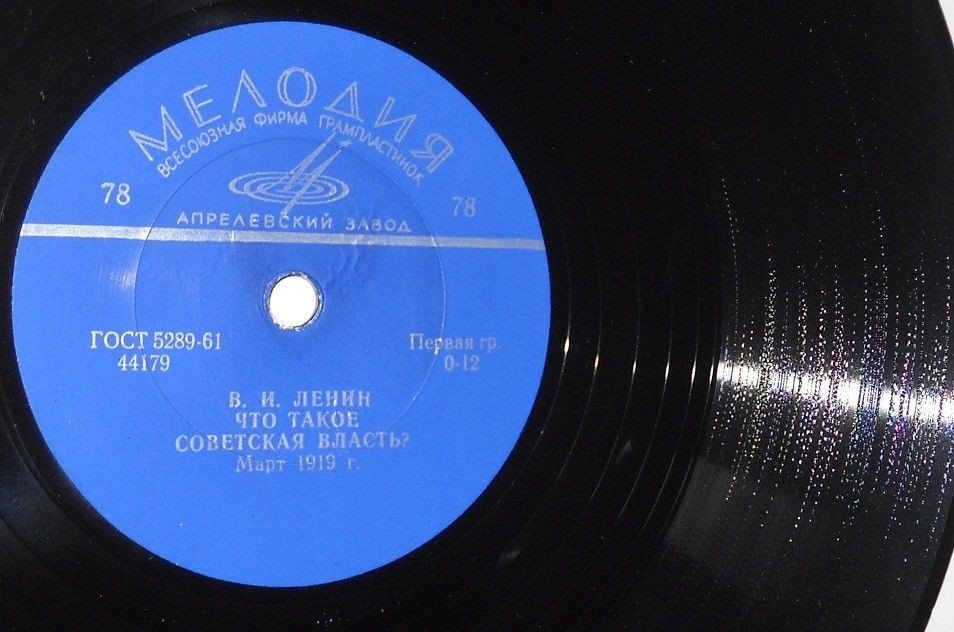 МЕЛОДИЯ
ВСЕСОЮЗНАЯ ФИРМА ГРАМПЛАСТИНОК
78
78
АПРЕЛЕВСКИЙ ЗАВОД
ГОСТ 5289-61
44179
Первая гр.
0-12
В. И. ЛЕНИН
ЧТО ТАКОЕ
СОВЕТСКАЯ ВЛАСТЬ?
Март 1919 г.